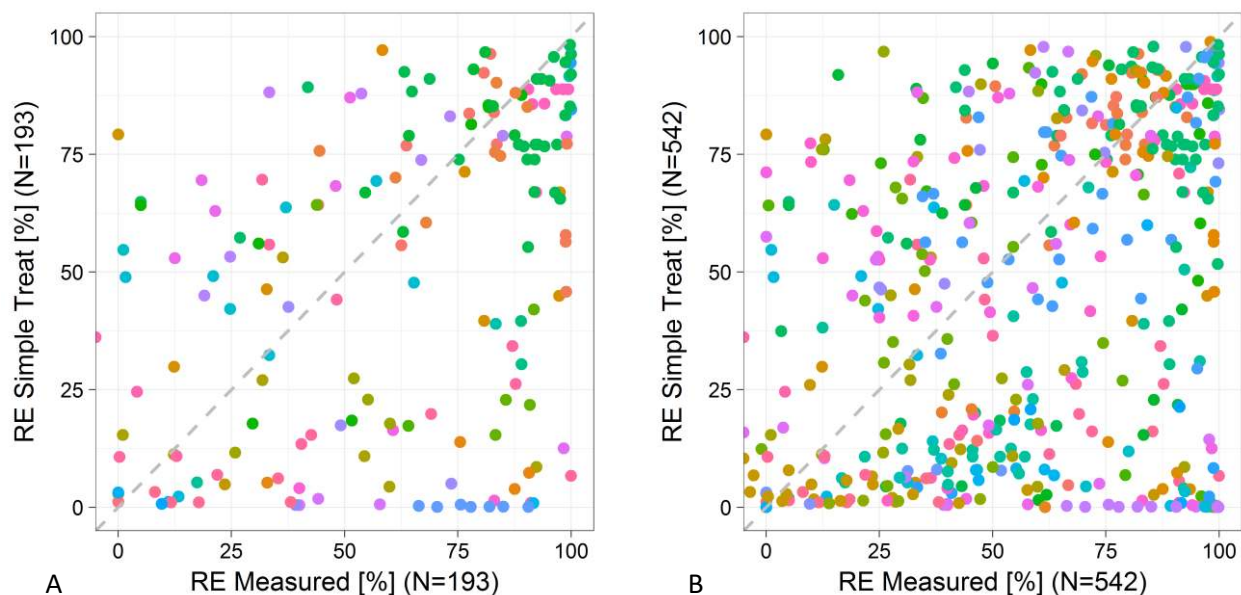 100
75
50
25
0
RE Simple Treat [%] (N=193)
0 25 50 75 100
RE Measured [%] (N=193)
A
100
75
50
25
0
RE Simple Treat [%] (N=542)
0 25 50 75 100
RE Measured [%] (N=542)
B